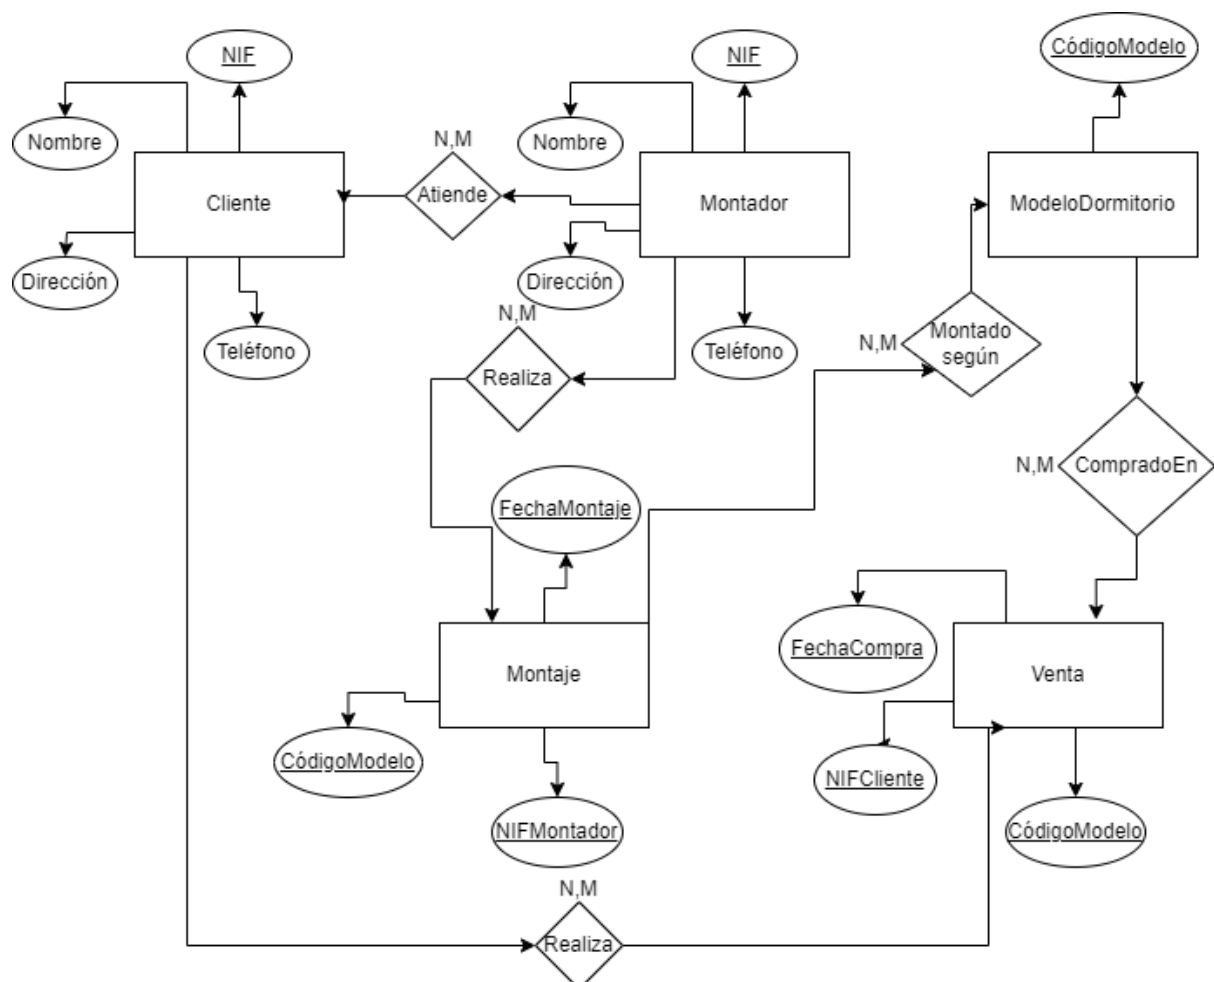 CódigoModelo
NIF
NIF
Nombre
N,M
Nombre
Atiende
Cliente
Montador
ModeloDormitorio
Dirección
Dirección
N,M
Montado
según
N,M
Teléfono
Teléfono
Realiza
N,M
CompradoEn
FechaMontaje
FechaCompra
Montaje
Venta
CódigoModelo
NIFCliente
NIFMontador
CódigoModelo
N,M
Realiza